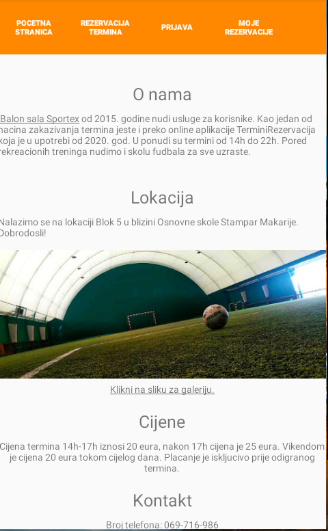 POCETNA STRANICA
REZERVACIJA TERMINA
PRIJAVA
MOJE REZERVACIJE
O nama
Balon sala Sportex od 2015. godine nudi usluge za korisnike. Kao jedan od
nacina zakazivanja termina jeste i preko online aplikacije TerminiRezervacija
koja je u upotrebi od 2020. god. U ponudi su termini od 14h do 22h. Pored
rekreacionih treninga nudimo i skolu fudbala za sve uzraste.
Lokacija
Nalazimo se na lokaciji Blok 5 u blizini Osnovne skole Stampar Makarije.
Dobrodosli!
Klikni na sliku za galeriju.
Cijene
Cijena termina 14h-17h iznosi 20 eura, nakon 17h cijena je 25 eura. Vikendom
je cijena 20 eura tokom cijelog dana. Placanje je iskljucivo prije odigranog
termina.
Kontakt
Broj telefona: 069-716-986